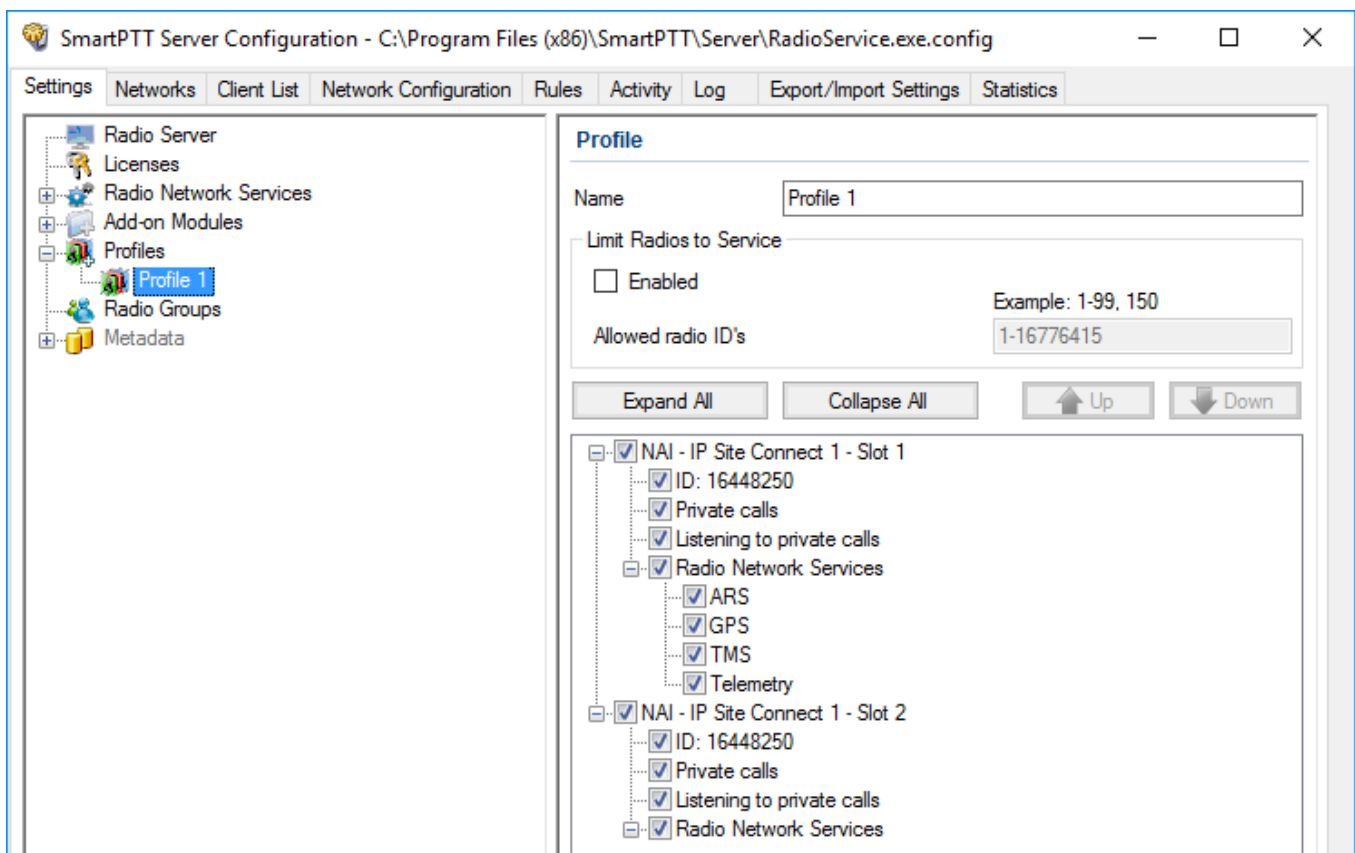 SmartPTT Server Configuration - C:\Program Files (x86)\SmartPTT\Server\RadioService.exe.config
Settings Networks Client List Network Configuration Rules Activity Log Export/Import Settings Statistics
Radio Server
Licenses
Radio Network Services
Add-on Modules
Profiles
Profile 1
Radio Groups
Metadata
Profile
Name Profile 1
Limit Radios to Service
Enabled
Example: 1-99, 150
Allowed radio ID's 1-16776415
Expand All Collapse All Up Down
NAI - IP Site Connect 1 - Slot 1
ID: 16448250
Private calls
Listening to private calls
Radio Network Services
ARS
GPS
TMS
Telemetry
NAI - IP Site Connect 1 - Slot 2
ID: 16448250
Private calls
Listening to private calls
Radio Network Services